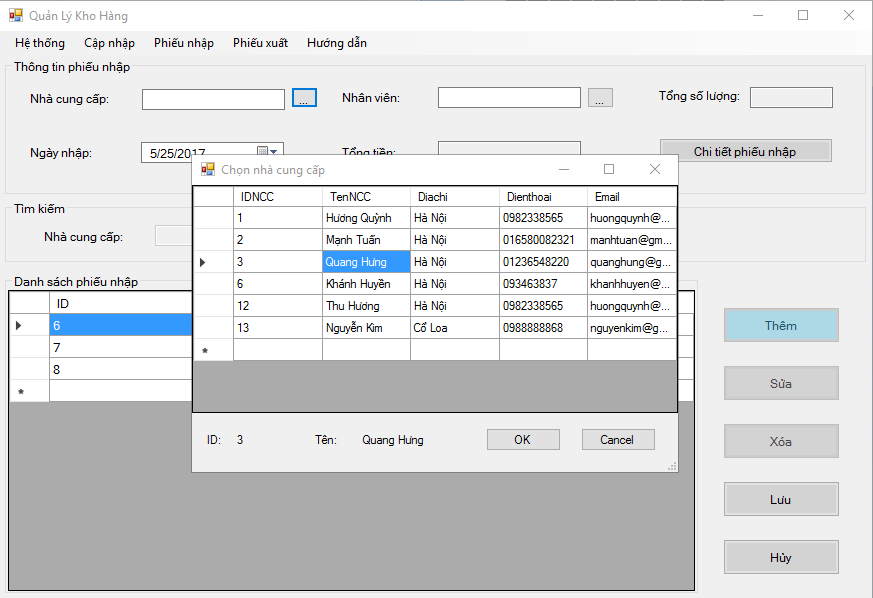 Quản Lý Kho Hàng
Hệ thống Cập nhập Phiếu nhập Phiếu xuất Hướng dẫn
Thông tin phiếu nhập
Nhà cung cấp: ... Nhân viên: ... Tổng số lượng:
Ngày nhập: 5/25/2017 Tổng tiền: Chi tiết phiếu nhập
Chọn nhà cung cấp
IDNCC TenNCC Diachi Dienthoai Email
1 Hương Quỳnh Hà Nội 0982338565 huongquynh@...
2 Mạnh Tuấn Hà Nội 016580082321 manhtuan@gm...
3 Quang Hưng Hà Nội 01236548220 quanghung@g...
6 Khánh Huyền Hà Nội 093463837 khanhhuyen@...
12 Thu Hương Hà Nội 0982338565 huongquynh@...
13 Nguyễn Kim Cổ Loa 0988888868 nguyenkim@g...
*
ID: 3 Tên: Quang Hưng OK Cancel
Tìm kiếm
Nhà cung cấp:
Danh sách phiếu nhập
ID
6
7
8
*
Thêm
Sửa
Xóa
Lưu
Hủy